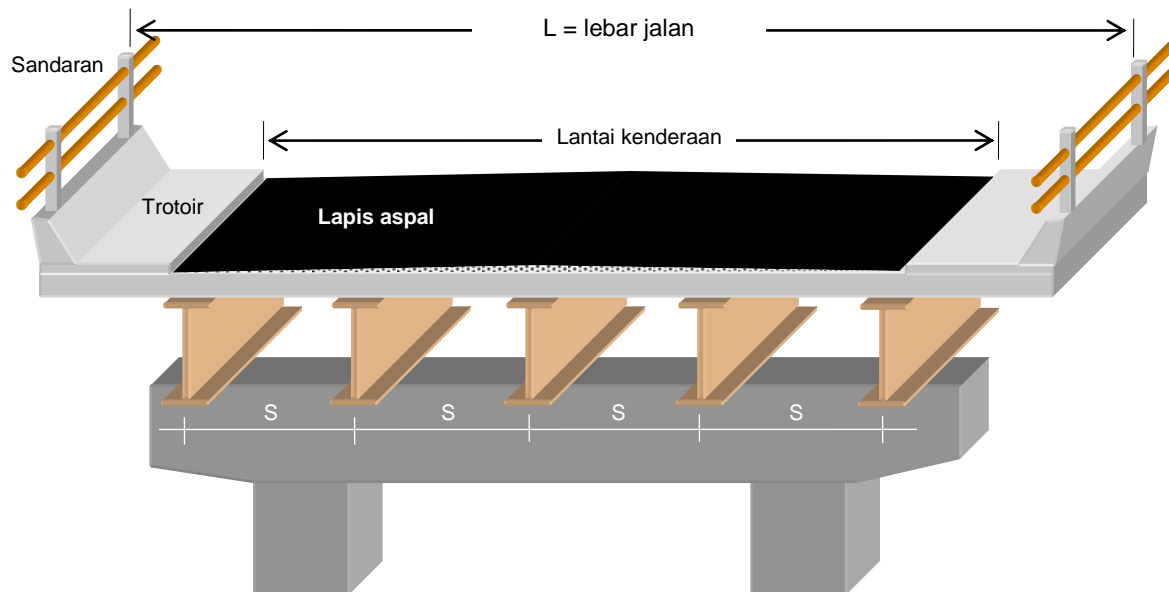 L = lebar jalan
Sandaran
Lantai kenderaan
Trotoir
Lapis aspal
S
S
S
S